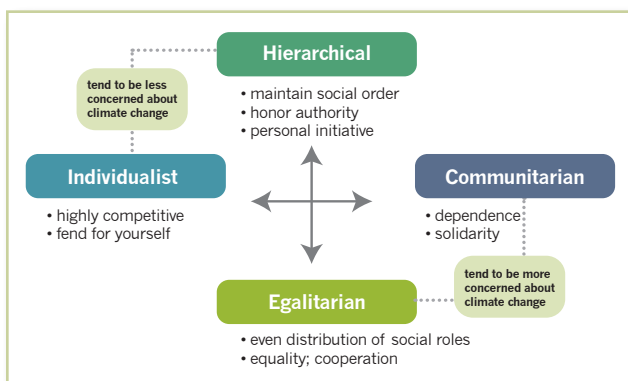 Hierarchical
• maintain social order
• honor authority
• personal initiative
tend to be less
concerned about
climate change
Individualist
• highly competitive
• fend for yourself
Communitarian
• dependence
• solidarity
tend to be more
concerned about
climate change
Egalitarian
• even distribution of social roles
• equality; cooperation